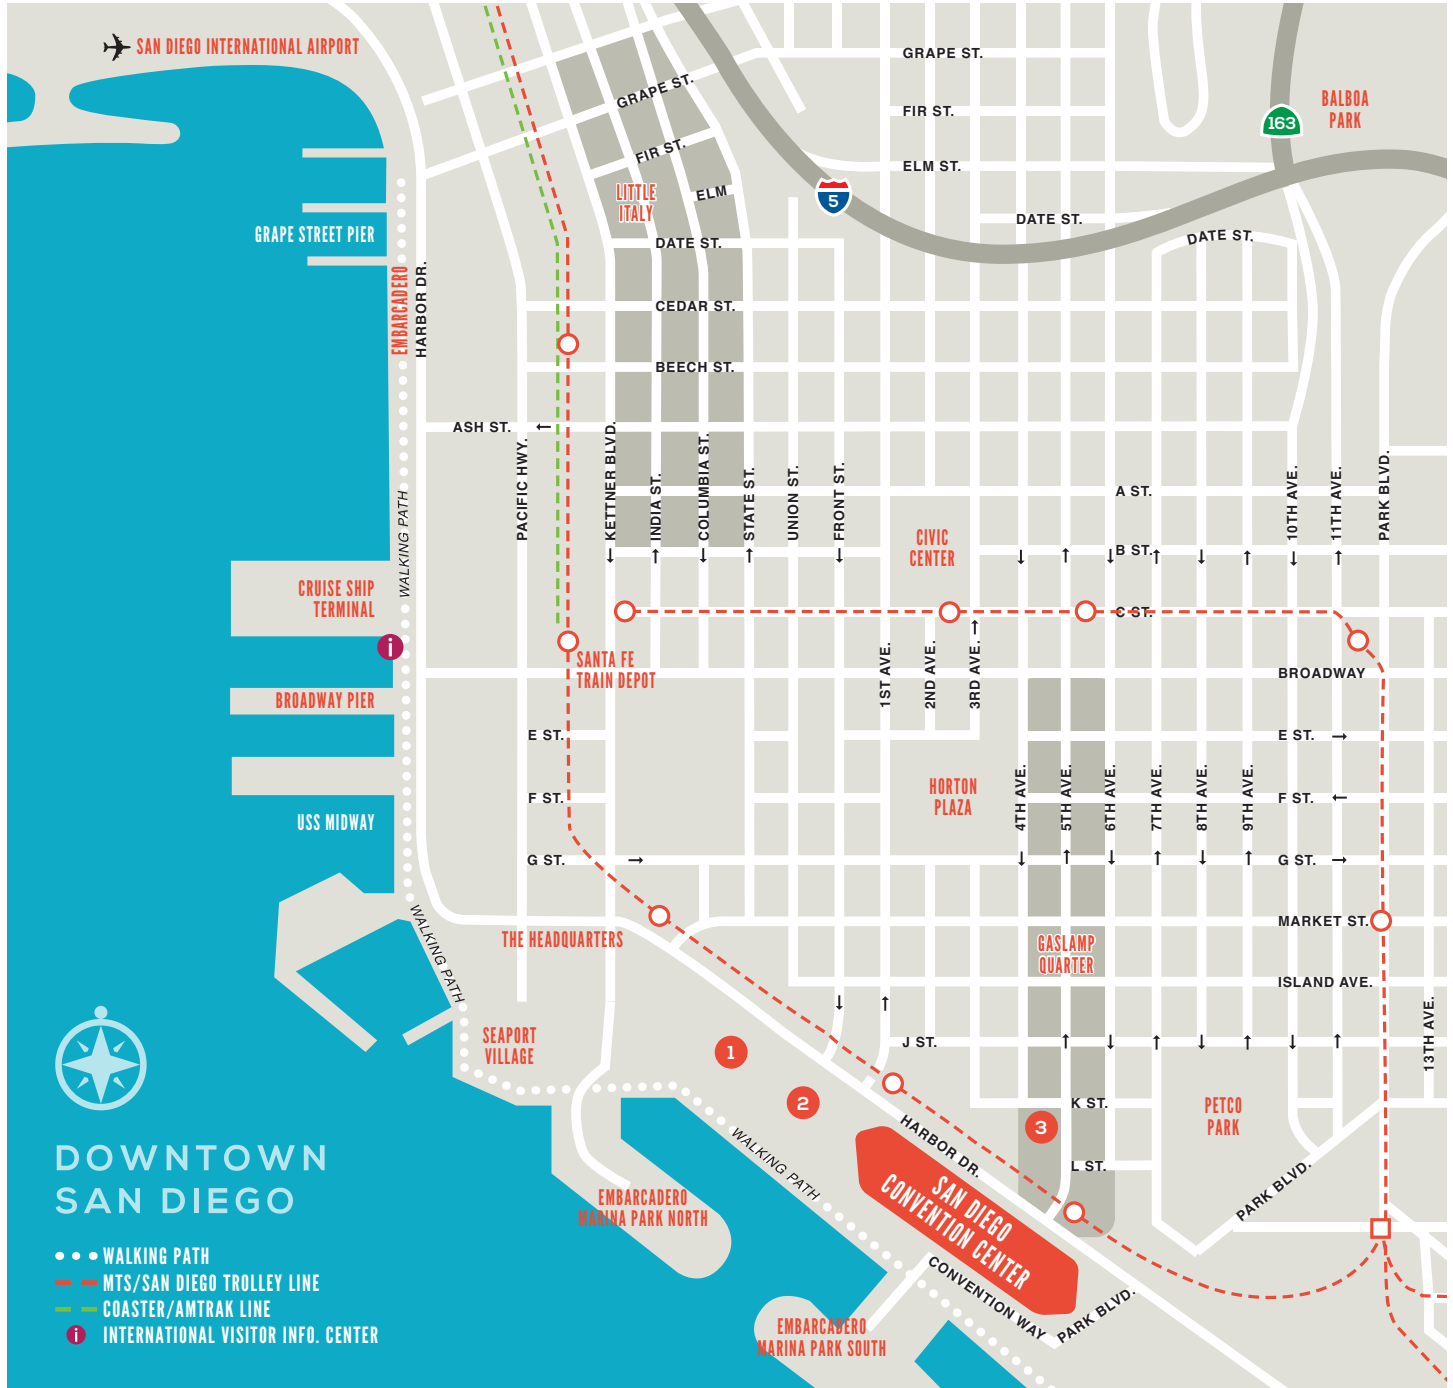 SAN DIEGO INTERNATIONAL AIRPORT
GRAPE ST.
GRAPE ST.
FIR ST.
FIR ST.
ELM ST.
ELM
163
BALBOA
PARK
5
LITTLE
ITALY
DATE ST.
DATE ST.
DATE ST.
GRAPE STREET PIER
EMBARCADERO
HARBOR DR.
CEDAR ST.
BEECH ST.
ASH ST.
PACIFIC HWY.
KETTNER BLVD.
INDIA ST.
COLUMBIA ST.
STATE ST.
UNION ST.
FRONT ST.
A ST.
10TH AVE.
11TH AVE.
PARK BLVD.
WALKING PATH
CIVIC
CENTER
B ST.
CRUISE SHIP
TERMINAL
C ST.
i
SANTA FE
TRAIN DEPOT
1ST AVE.
2ND AVE.
3RD AVE.
BROADWAY
BROADWAY PIER
E ST.
E ST.
HORTON
PLAZA
4TH AVE.
5TH AVE.
6TH AVE.
7TH AVE.
8TH AVE.
9TH AVE.
F ST.
F ST.
USS MIDWAY
G ST.
G ST.
WALKING PATH
THE HEADQUARTERS
GASLAMP
QUARTER
MARKET ST.
ISLAND AVE.
13TH AVE.
SEAPORT
VILLAGE
1
J ST.
2
K ST.
3
PETCO
PARK
HARBOR DR.
WALKING PATH
L ST.
PARK BLVD.
SAN DIEGO
CONVENTION CENTER
EMBARCADERO
MARINA PARK NORTH
CONVENTION WAY
PARK BLVD.
EMBARCADERO
MARINA PARK SOUTH
DOWNTOWN
SAN DIEGO
WALKING PATH
MTS/SAN DIEGO TROLLEY LINE
COASTER/AMTRAK LINE
i INTERNATIONAL VISITOR INFO. CENTER